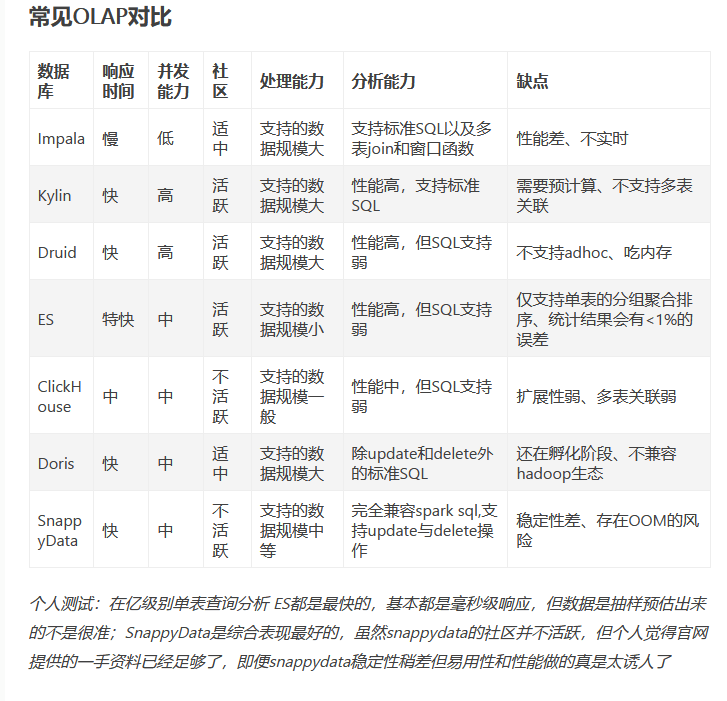 常见OLAP对比
数据库 响应时间 并发能力 社区 处理能力 分析能力 缺点
Impala 慢 低 适中 支持的数据规模大 支持标准SQL以及多表join和窗口函数 性能差、不实时
Kylin 快 高 活跃 支持的数据规模大 性能高，支持标准SQL 需要预计算、不支持多表关联
Druid 快 高 活跃 支持的数据规模大 性能高，但SQL支持弱 不支持adhoc、吃内存
ES 特快 中 活跃 支持的数据规模小 性能高，但SQL支持弱 仅支持单表的分组聚合排序、统计结果会有<1%的误差
ClickHouse 中 中 不活跃 支持的数据规模一般 性能中，但SQL支持弱 扩展性弱、多表关联弱
Doris 快 中 适中 支持的数据规模大 除update和delete外的标准SQL 还在孵化阶段、不兼容hadoop生态
SnappyData 快 中 不活跃 支持的数据规模中等 完全兼容spark sql,支持update与delete操作 稳定性差、存在OOM的风险
个人测试：在亿级别单表查询分析 ES都是最快的，基本都是毫秒级响应，但数据是抽样预估出来
的不是很准；SnappyData是综合表现最好的，虽然snappydata的社区并不活跃，但个人觉得官网
提供的一手资料已经足够了，即便snappydata稳定性稍差但易用性和性能做的真是太诱人了